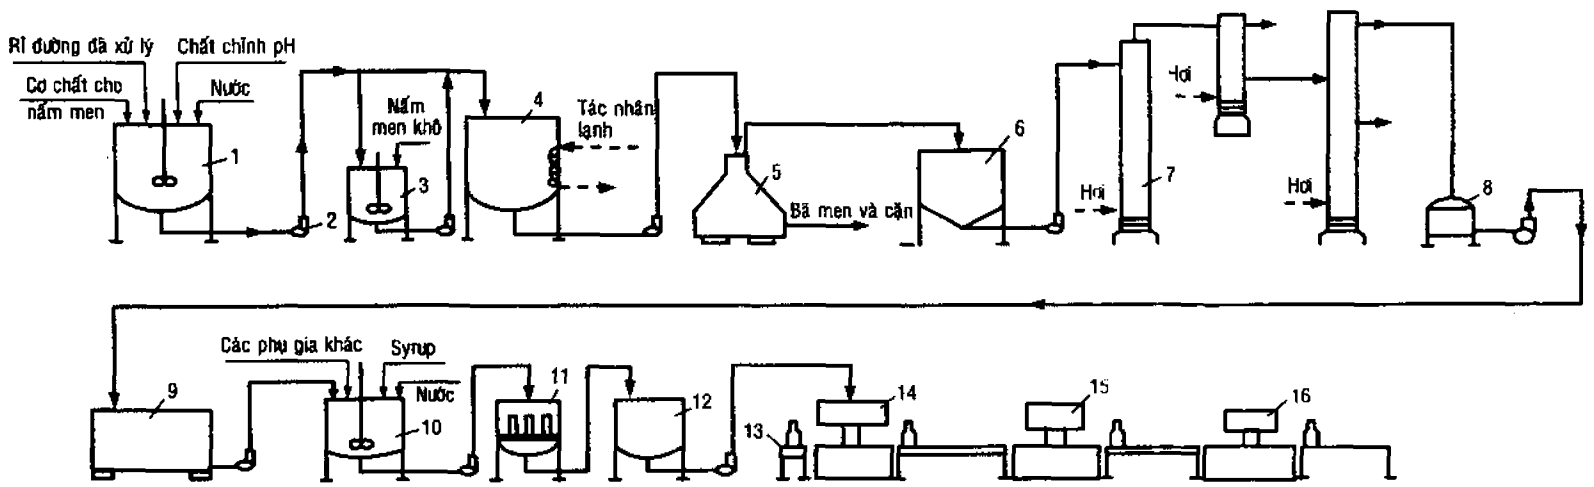 Rỉ đường đã xử lý
Chất chỉnh pH
Cơ chất cho
nấm men
Nước
1
2
Nấm
men khô
3
4
Tác nhân
lạnh
5
Bã men và cặn
6
Hơi
7
Hơi
Hơi
8
9
Các phụ gia khác
Syrup
Nước
10
11
12
13
14
15
16